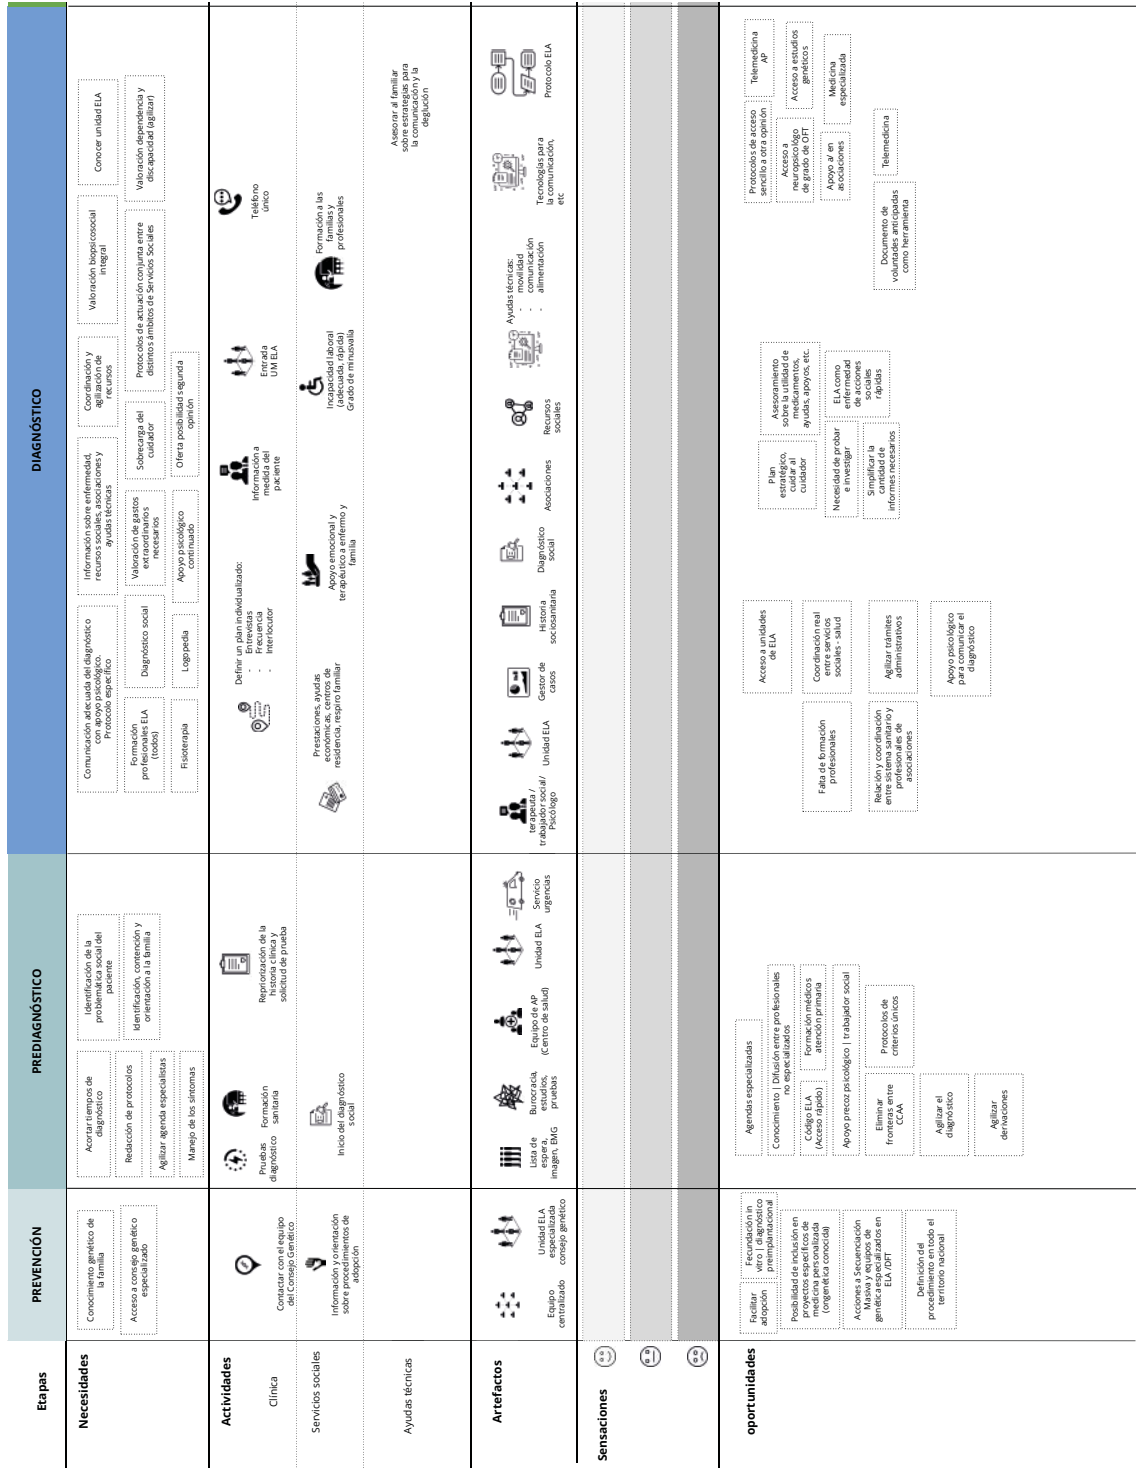 Etapas
PREVENCIÓN
PREDIAGNÓSTICO
DIAGNÓSTICO
Necesidades
Conocimiento genético de
la familia
Acceso a consejo genético
especializado
Acortar tiempos de
diagnóstico
Redacción de protocolos
Agilizar agenda especialistas
Manejo de los síntomas
Identificación de la
problemática social del
paciente
Identificación, contención y
orientación a la familia
Comunicación adecuada del diagnóstico
con apoyo psicológico.
Protocolo específico
Información sobre enfermedad,
recursos sociales, asociaciones y
ayudas técnicas
Coordinación y
agilización de
recursos
Valoración biopsicosocial
integral
Conocer unidad ELA
Formación
profesionales ELA
(todos)
Diagnóstico social
Valoración de gastos
extraordinarios
necesarios
Sobrecarga del
cuidador
Protocolos de actuación conjunta entre
distintos ámbitos de Servicios Sociales
Valoración dependencia y
discapacidad (agilizar)
Fisioterapia
Logopedia
Apoyo psicológico
continuado
Oferta posibilidad segunda
opinión
Actividades
Clínica
Contactar con el equipo
del Consejo Genético
Pruebas
diagnóstico
Formación
sanitaria
Repriorización de la
historia clínica y
solicitud de prueba
Definir un plan individualizado:
- Entrevistas
- Frecuencia
- Interlocutor
Información a
medida del
paciente
Entrada
UM ELA
Teléfono
único
Servicios sociales
Información y orientación
sobre procedimientos de
adopción
Inicio del diagnóstico
social
Prestaciones, ayudas
económicas, centros de
residencia, respiro familiar
Apoyo emocional y
terapéutico a enfermo y
familia
Incapacidad laboral
(adecuada, rápida)
Grado de minusvalía
Formación a las
familias y
profesionales
Ayudas técnicas
Asesorar al familiar
sobre estrategias para
la comunicación y la
deglución
Artefactos
Equipo
centralizado
Unidad ELA
especializada
consejo genético
Lista de
espera,
imagen, EMG
Burocracia,
estudios,
pruebas
Equipo de AP
(Centro de salud)
Unidad ELA
Servicio
urgencias
terapeuta /
trabajador social /
Psicólogo
Unidad ELA
Gestor de
casos
Historia
sociosanitaria
Diagnóstico
social
Asociaciones
Recursos
sociales
Ayudas técnicas:
- movilidad
- comunicación
- alimentación
Tecnologías para
la comunicación,
etc
Protocolo ELA
Sensaciones
oportunidades
Facilitar
adopción
Fecundación in
vitro | diagnóstico
preimplantacional
Posibilidad de inclusión en
proyectos específicos de
medicina personalizada
(ongenética conocida)
Acciones a Secuenciación
Masiva y equipos de
genética especializados en
ELA /DFT
Definición del
procedimiento en todo el
territorio nacional
Agendas especializadas
Conocimiento | Difusión entre profesionales
no especializados
Código ELA
(Acceso rápido)
Formación médicos
atención primaria
Apoyo precoz psicológico | trabajador social
Eliminar
fronteras entre
CCAA
Protocolos de
criterios únicos
Agilizar el
diagnóstico
Agilizar
derivaciones
Acceso a unidades
de ELA
Falta de formación
profesionales
Coordinación real
entre servicios
sociales - salud
Relación y coordinación
entre sistema sanitario y
profesionales de
asociaciones
Agilizar trámites
administrativos
Apoyo psicológico
para comunicar el
diagnóstico
Plan
estratégico,
cuidar al
cuidador
Asesoramiento
sobre la utilidad de
medicamentos,
ayudas, apoyos, etc.
Necesidad de probar
e investigar
ELA como
enfermedad
de acciones
sociales
rápidas
Simplificar la
cantidad de
informes necesarios
Protocolos de acceso
sencillo a otra opinión
Telemedicina
AP
Acceso a
neuropsicológo
de grado de OFT
Acceso a estudios
genéticos
Apoyo a/ en
asociaciones
Medicina
especializada
Documento de
voluntades anticipadas
como herramienta
Telemedicina